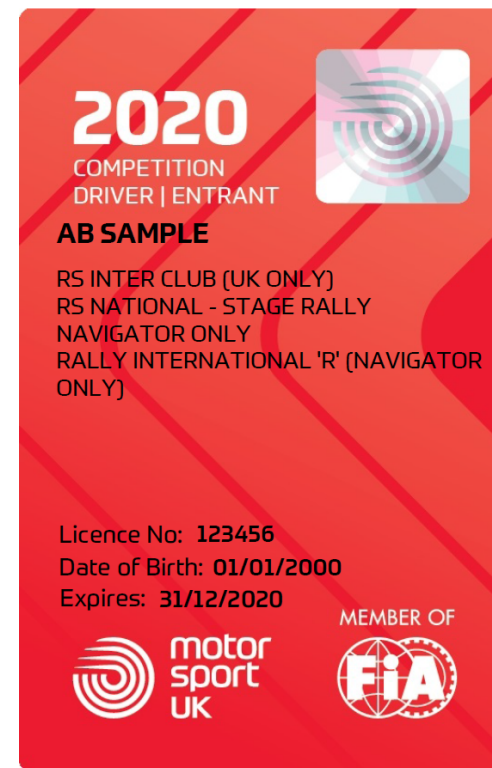 2020
COMPETITION
DRIVER | ENTRANT
AB SAMPLE
RS INTER CLUB (UK ONLY)
RS NATIONAL - STAGE RALLY
NAVIGATOR ONLY
RALLY INTERNATIONAL 'R' (NAVIGATOR
ONLY)
Licence No: 123456
Date of Birth: 01/01/2000
Expires: 31/12/2020
MEMBER OF
motor
sport
UK
FiA